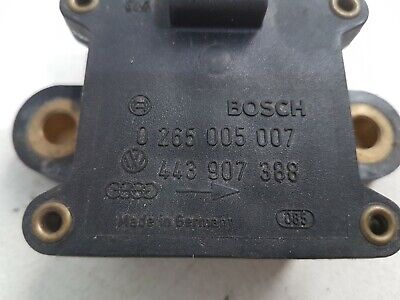 BOSCH
0 265 005 007
443 907 388
Made in Germany